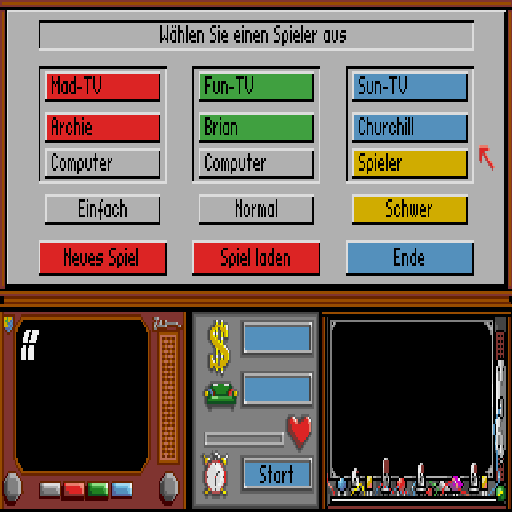 Wählen Sie einen Spieler aus
Mad-TV Fun-TV Sun-TV
Archie Brian Churchill
Computer Computer Spieler
Einfach Normal Schwer
Neues Spiel Spiel laden Ende
"
$
Start